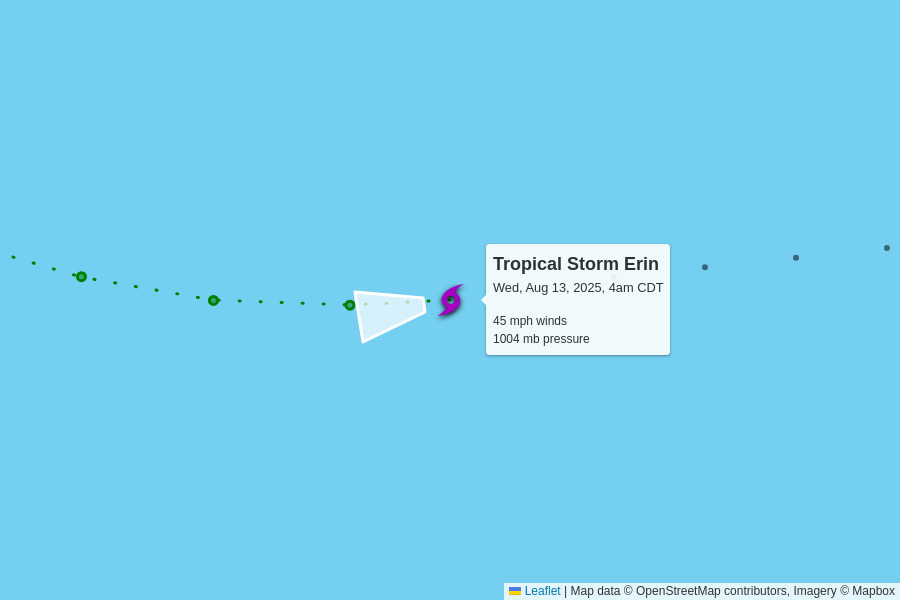 Tropical Storm Erin
Wed, Aug 13, 2025, 4am CDT
45 mph winds
1004 mb pressure
Leaflet | Map data © OpenStreetMap contributors, Imagery © Mapbox